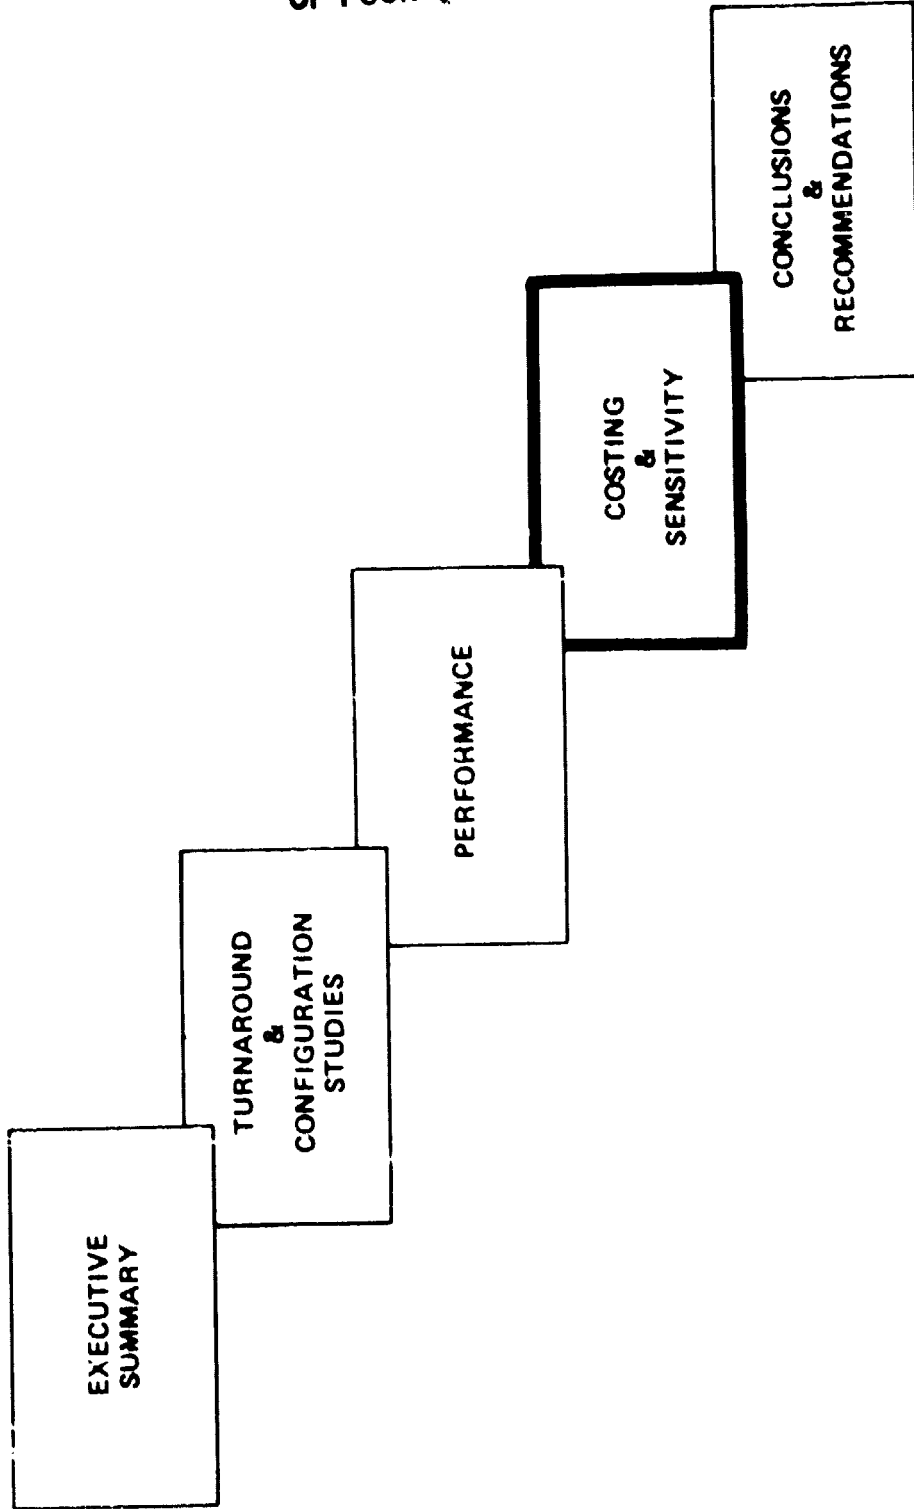 EXECUTIVE
SUMMARY
TURNAROUND
&
CONFIGURATION
STUDIES
PERFORMANCE
COSTING
&
SENSITIVITY
CONCLUSIONS
&
RECOMMENDATIONS